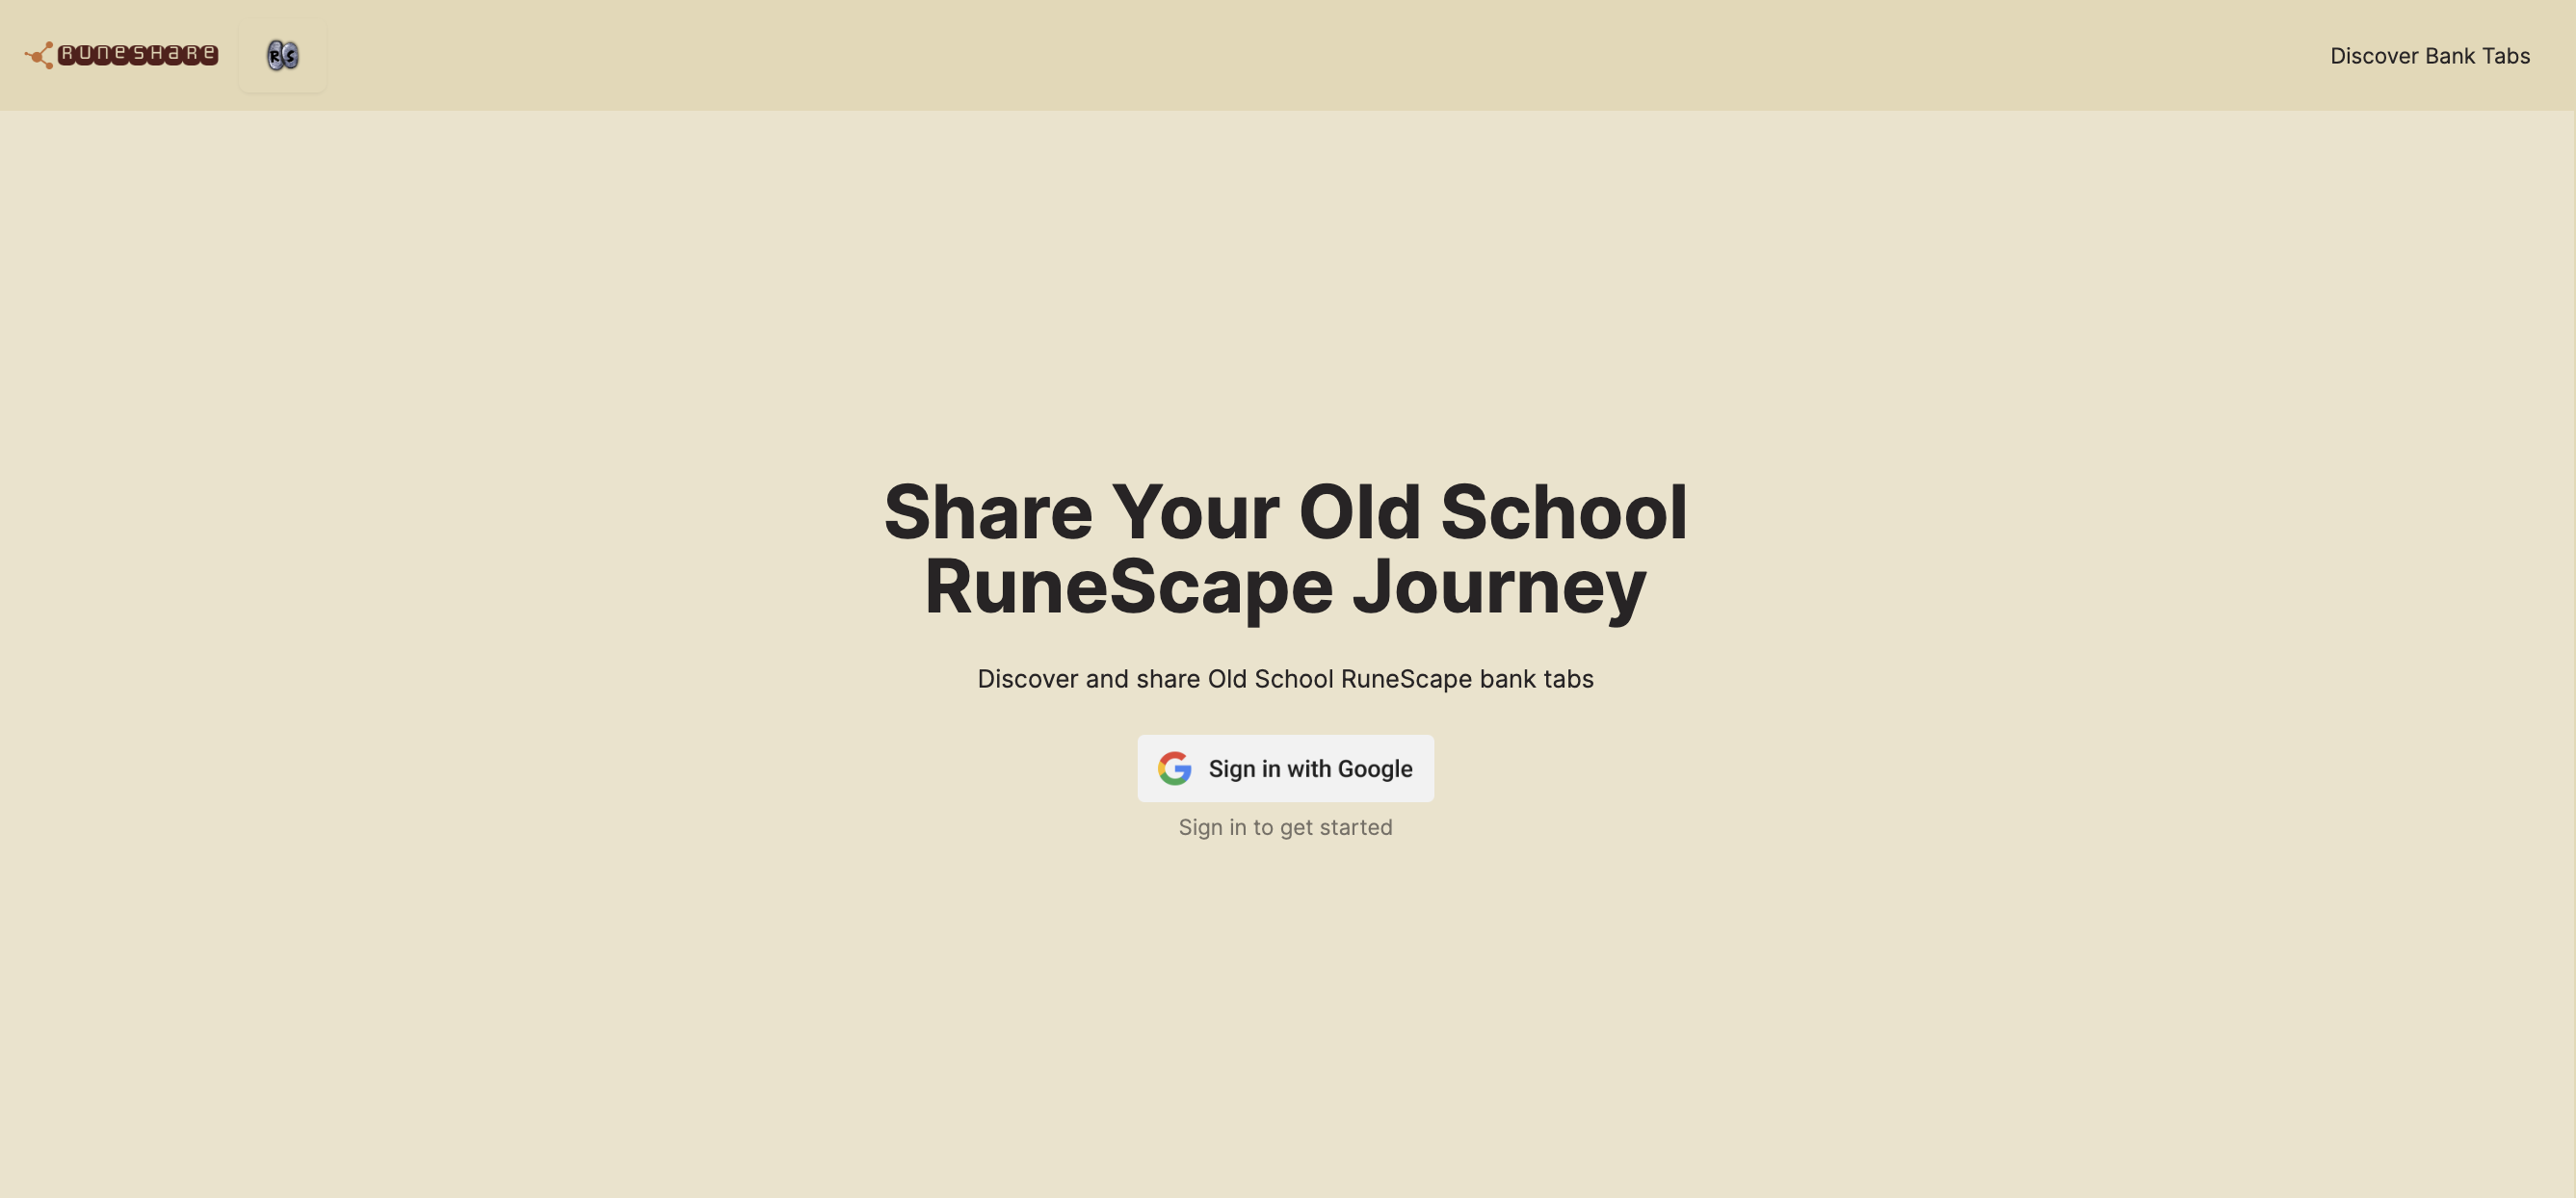 RuneSHaRe
RS
Discover Bank Tabs
Share Your Old School
RuneScape Journey
Discover and share Old School RuneScape bank tabs
Sign in with Google
Sign in to get started